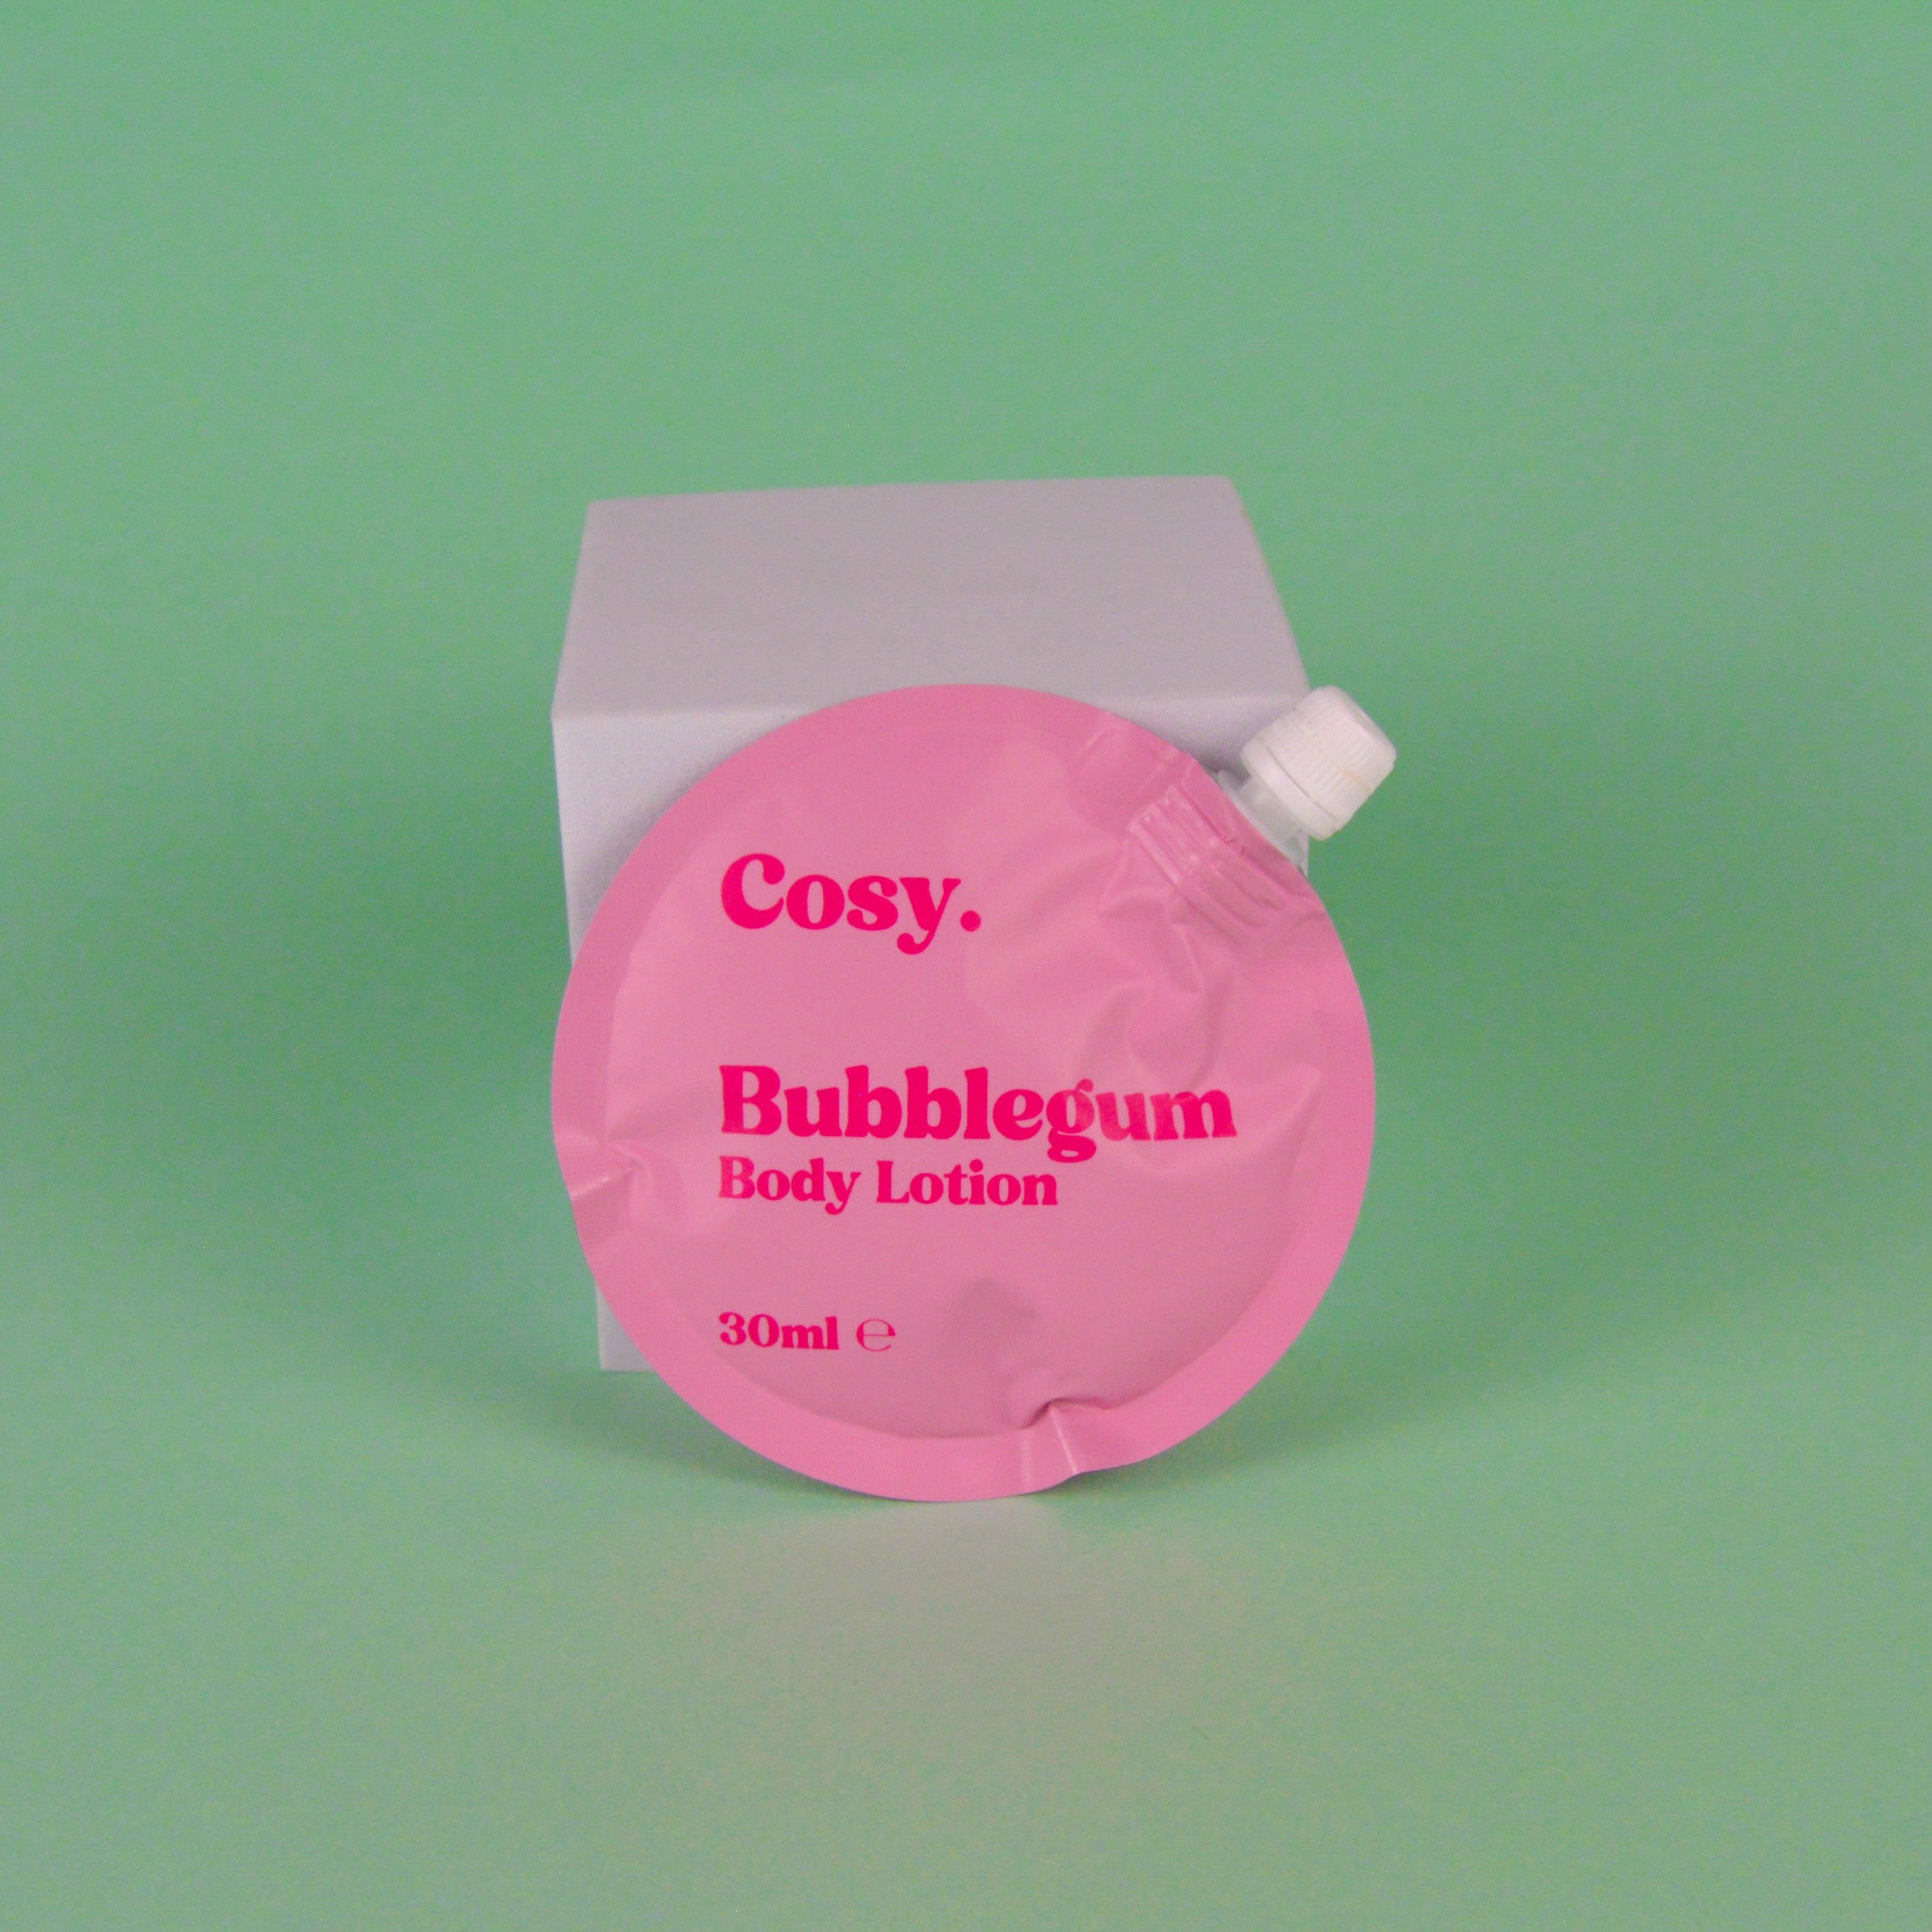 Cosy.
Bubblegum
Body Lotion
30ml ℮